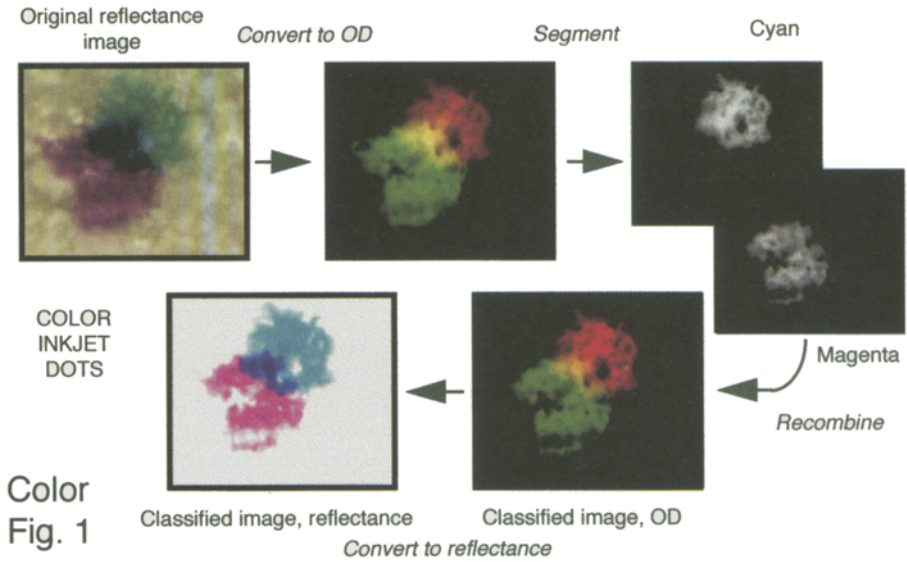 Original reflectance
image
Convert to OD
Segment
Cyan
COLOR
INKJET
DOTS
Magenta
Recombine
Color
Fig. 1
Classified image, reflectance
Classified image, OD
Convert to reflectance